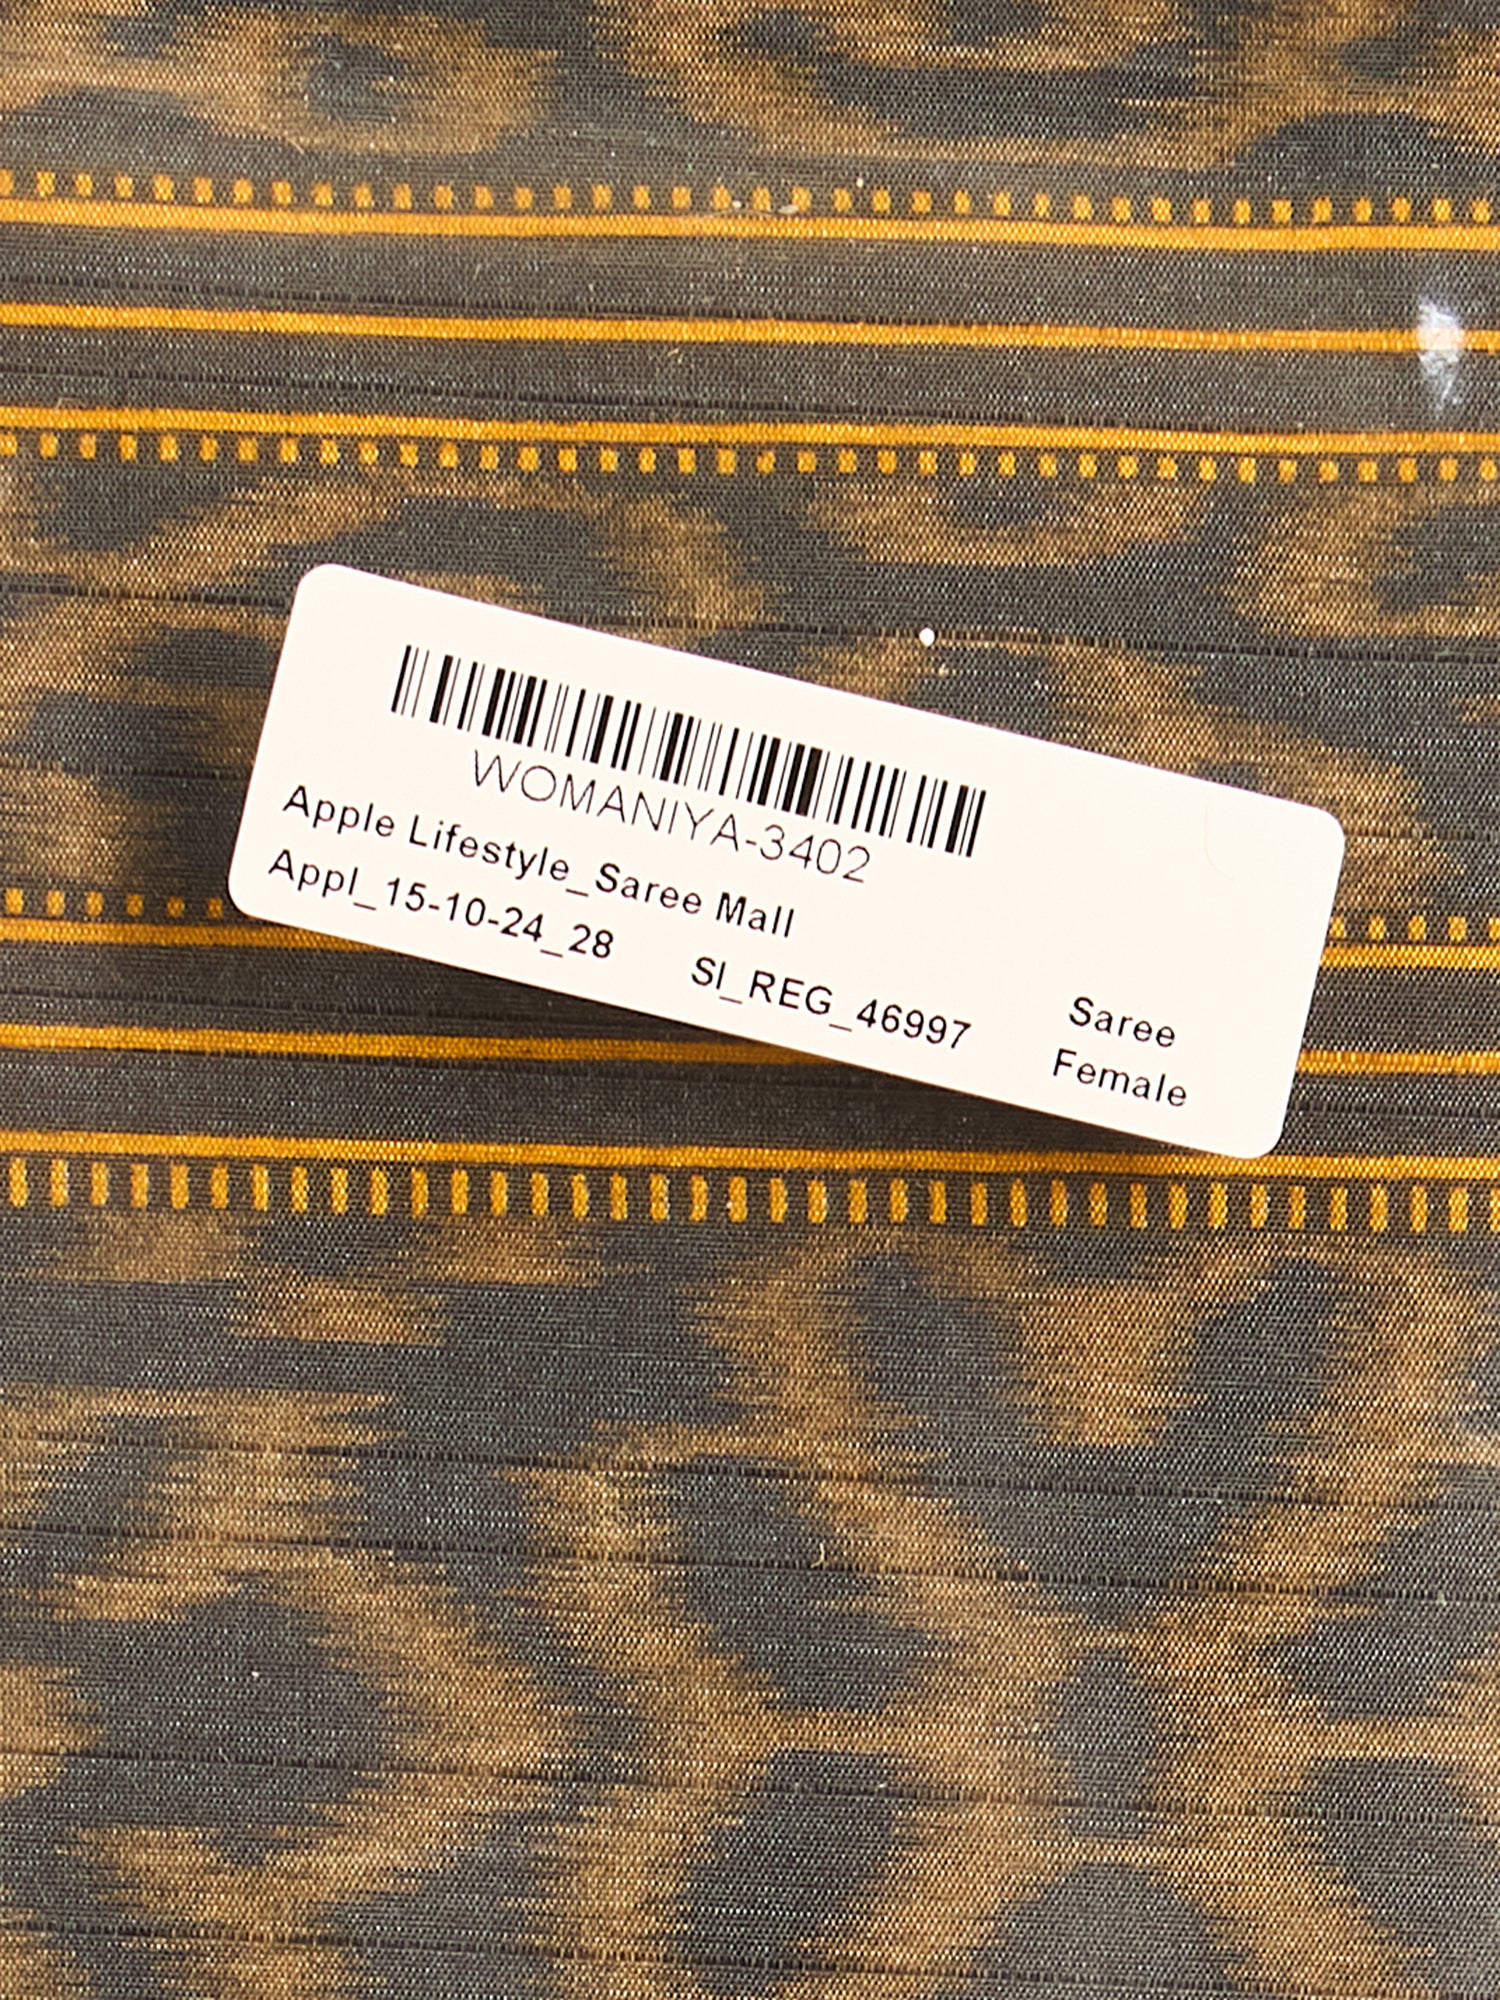 WOMANIYA-3402
Apple Lifestyle_Saree Mall
Appl_15-10-24_28 SI_REG_46997 Saree
Female